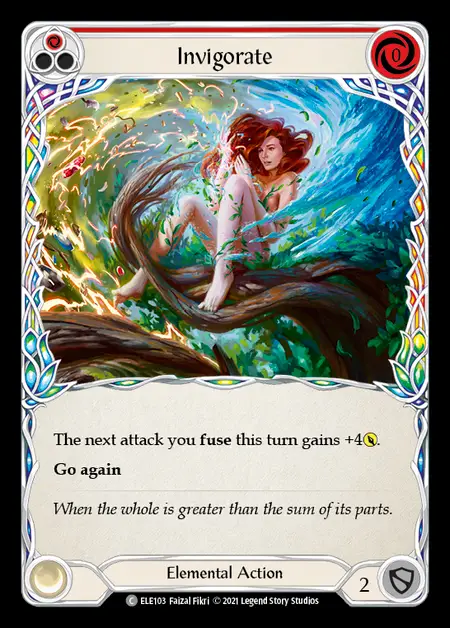 Invigorate
0
The next attack you fuse this turn gains +4.
Go again
When the whole is greater than the sum of its parts.
Elemental Action
2
C ELE103 Faizal Fikri © 2021 Legend Story Studios